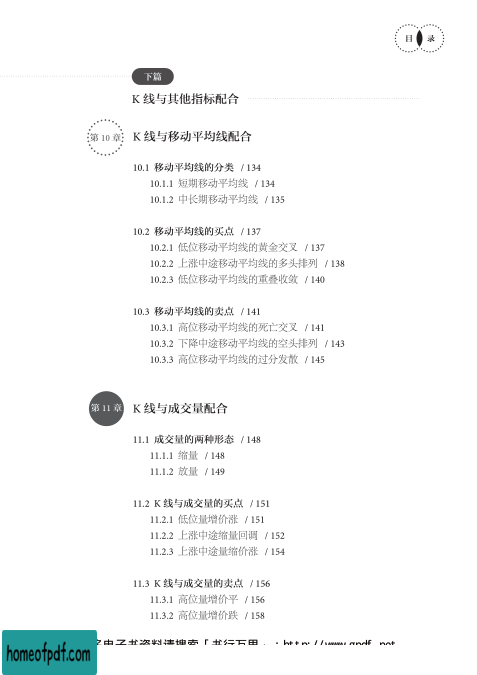 目 录
下篇
K 线与其他指标配合
第 10 章 K 线与移动平均线配合
10.1 移动平均线的分类 / 134
10.1.1 短期移动平均线 / 134
10.1.2 中长期移动平均线 / 135
10.2 移动平均线的买点 / 137
10.2.1 低位移动平均线的黄金交叉 / 137
10.2.2 上涨中途移动平均线的多头排列 / 138
10.2.3 低位移动平均线的重叠收敛 / 140
10.3 移动平均线的卖点 / 141
10.3.1 高位移动平均线的死亡交叉 / 141
10.3.2 下降中途移动平均线的空头排列 / 143
10.3.3 高位移动平均线的过分发散 / 145
第 11 章 K 线与成交量配合
11.1 成交量的两种形态 / 148
11.1.1 缩量 / 148
11.1.2 放量 / 149
11.2 K 线与成交量的买点 / 151
11.2.1 低位量增价涨 / 151
11.2.2 上涨中途缩量回调 / 152
11.2.3 上涨中途量缩价涨 / 154
11.3 K 线与成交量的卖点 / 156
11.3.1 高位量增价平 / 156
11.3.2 高位量增价跌 / 158
电子书资料请搜索「书行万里」：http://www.gpdf.net
homeofpdf.com